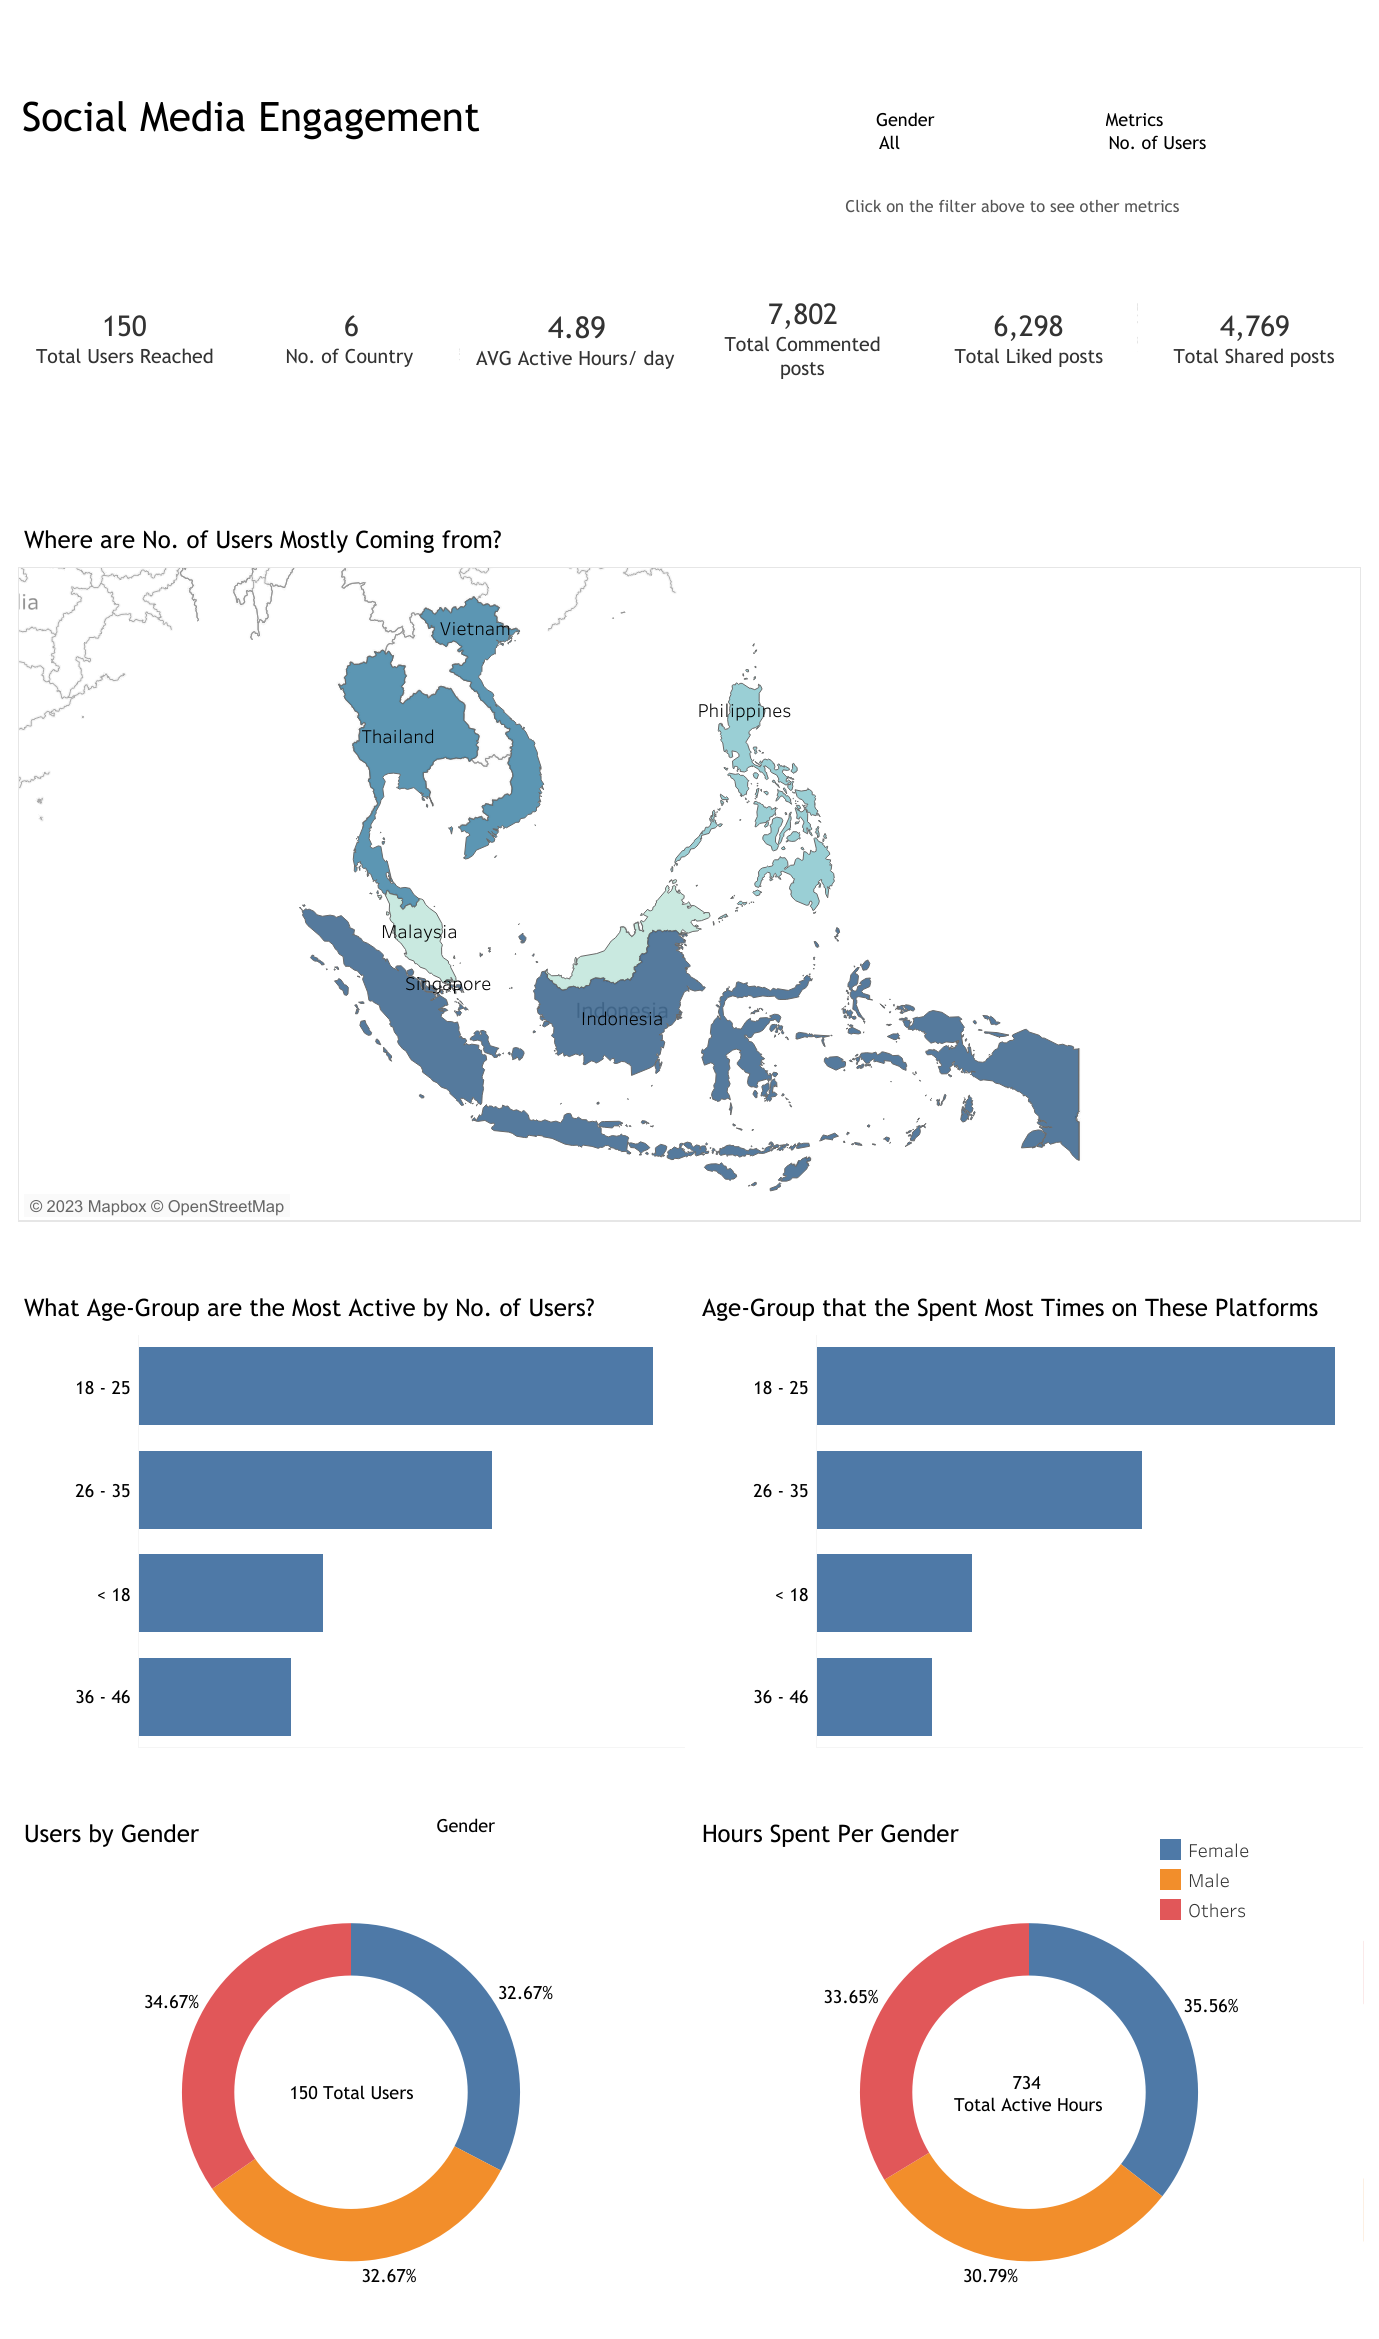 Social Media Engagement
Gender
All
Metrics
No. of Users
Click on the filter above to see other metrics
150
Total Users Reached
6
No. of Country
4.89
AVG Active Hours/ day
7,802
Total Commented
posts
6,298
Total Liked posts
4,769
Total Shared posts
Where are No. of Users Mostly Coming from?
ia
Vietnam
Philippines
Thailand
Malaysia
Singapore
Indonesia
Indonesia
© 2023 Mapbox © OpenStreetMap
What Age-Group are the Most Active by No. of Users?
18 - 25
26 - 35
< 18
36 - 46
Age-Group that the Spent Most Times on These Platforms
18 - 25
26 - 35
< 18
36 - 46
Users by Gender
Gender
34.67%
32.67%
150 Total Users
32.67%
Hours Spent Per Gender
Female
Male
Others
33.65%
35.56%
734
Total Active Hours
30.79%